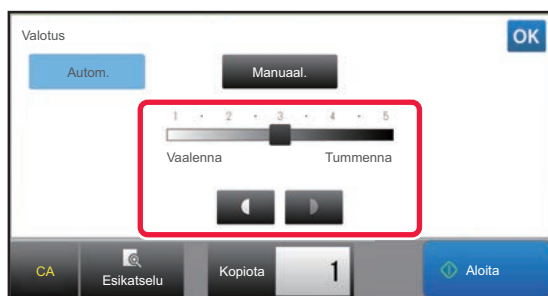 Valotus
OK
Autom.
Manuaal.
1 · 2 · 3 · 4 · 5
Vaalenna
Tummenna
CA
Esikatselu
Kopiota
1
Aloita